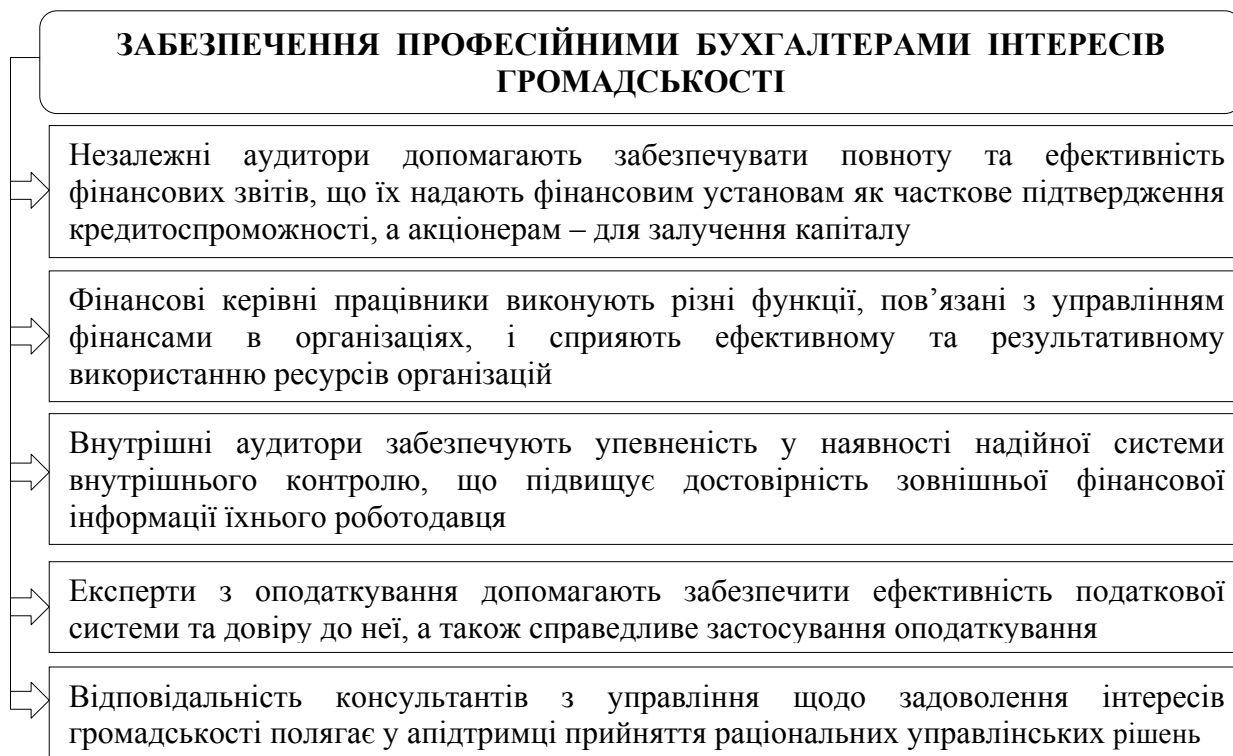 ЗАБЕЗПЕЧЕННЯ ПРОФЕСІЙНИМИ БУХГАЛТЕРАМИ ІНТЕРЕСІВ
ГРОМАДСЬКОСТІ
Незалежні аудитори допомагають забезпечувати повноту та ефективність
фінансових звітів, що їх надають фінансовим установам як часткове підтвердження
кредитоспроможності, а акціонерам – для залучення капіталу
Фінансові керівні працівники виконують різні функції, пов’язані з управлінням
фінансами в організаціях, і сприяють ефективному та результативному
використанню ресурсів організацій
Внутрішні аудитори забезпечують упевненість у наявності надійної системи
внутрішнього контролю, що підвищує достовірність зовнішньої фінансової
інформації їхнього роботодавця
Експерти з оподаткування допомагають забезпечити ефективність податкової
системи та довіру до неї, а також справедливе застосування оподаткування
Відповідальність консультантів з управління щодо задоволення інтересів
громадськості полягає у апідтримці прийняття раціональних управлінських рішень